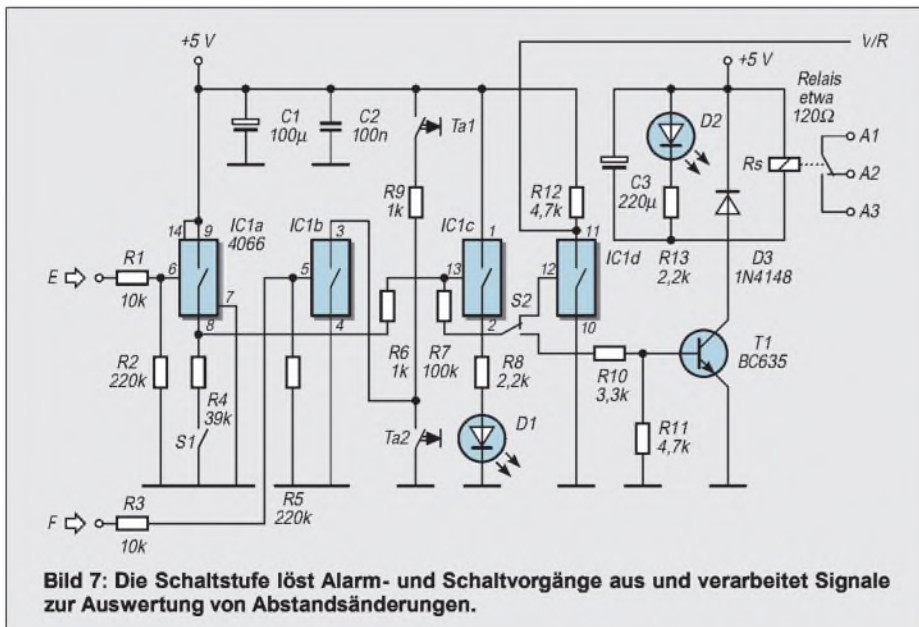 +5 V
V/R
+5 V
Relais
etwa
120Ω
C1
100µ
C2
100n
Ta1
D2
A1
A2
A3
Rs
R9
1k
R12
4,7k
C3
220µ
IC1a
4066
IC1b
IC1c
IC1d
R13
2,2k
D3
1N4148
14
9
3
1
11
E
R1
10k
6
7
8
5
4
13
2
12
10
S2
R2
220k
R4
39k
S1
R6
1k
R7
100k
R8
2,2k
T1
BC635
R10
3,3k
R11
4,7k
Ta2
D1
R3
10k
F
R5
220k
Bild 7: Die Schaltstufe löst Alarm- und Schaltvorgänge aus und verarbeitet Signale
zur Auswertung von Abstandsänderungen.